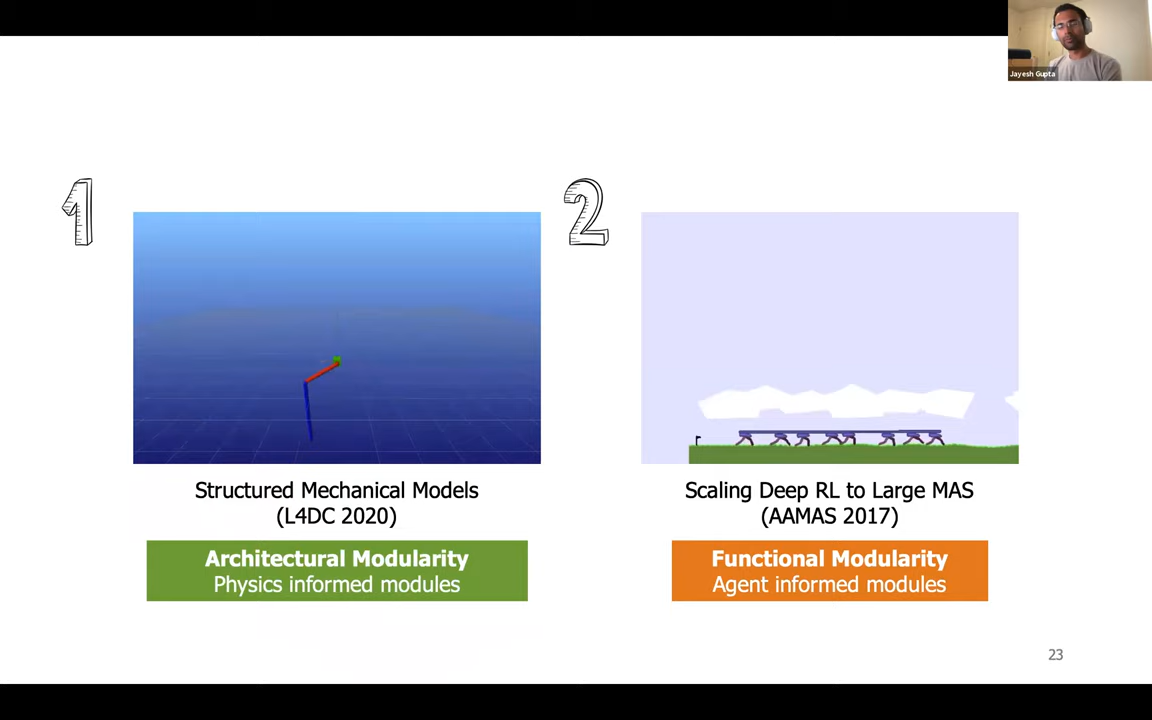 Jayesh Gupta
1
2
Structured Mechanical Models
(L4DC 2020)
Architectural Modularity
Physics informed modules
Scaling Deep RL to Large MAS
(AAMAS 2017)
Functional Modularity
Agent informed modules
23